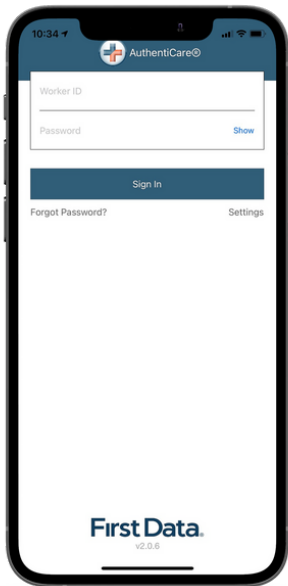 10:34
AuthentiCare®
Worker ID
Password Show
Sign In
Forgot Password? Settings
First Data.
v2.0.6